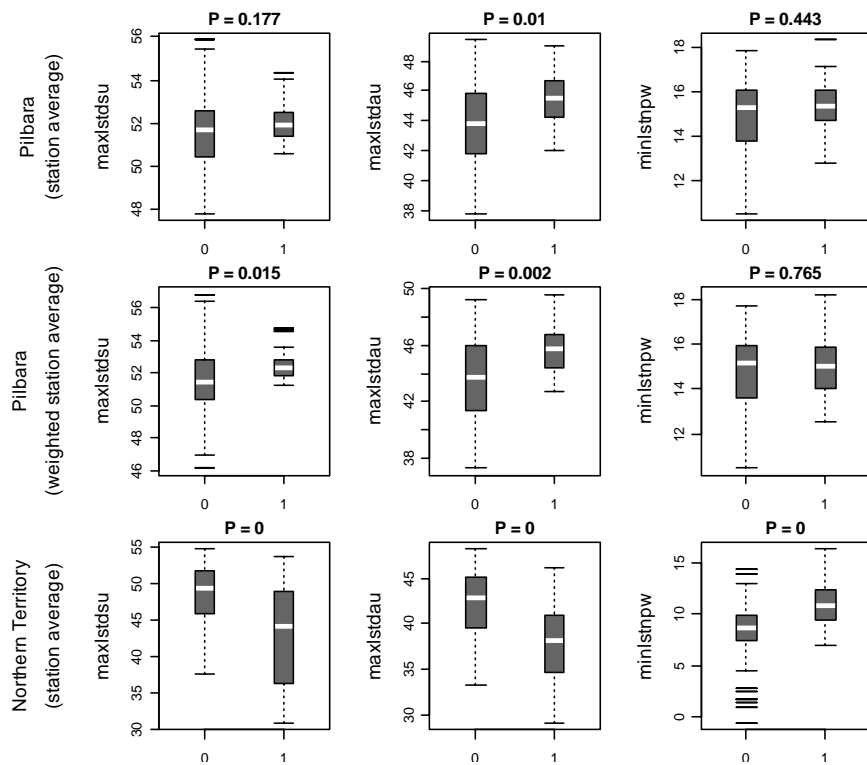 P = 0.177
P = 0.01
P = 0.443
Pilbara
(station average)
maxlstdsu
56
54
52
50
48
0
1
maxlstdau
48
46
44
42
40
38
0
1
minlstnpw
18
16
14
12
0
1
P = 0.015
P = 0.002
P = 0.765
Pilbara
(weighted station average)
maxlstdsu
56
54
52
50
48
46
0
1
maxlstdau
50
46
42
38
0
1
minlstnpw
18
16
14
12
0
1
P = 0
P = 0
P = 0
Northern Territory
(station average)
maxlstdsu
55
50
45
40
35
30
0
1
maxlstdau
45
40
35
30
0
1
minlstnpw
15
10
5
0
0
1